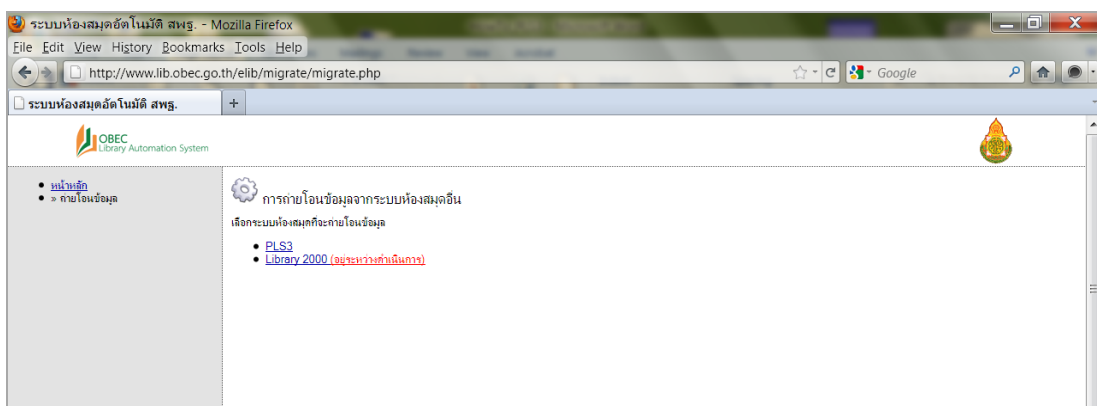 ระบบห้องสมุดอัตโนมัติ สพฐ. - Mozilla Firefox
File Edit View History Bookmarks Tools Help
http://www.lib.obec.go.th/elib/migrate/migrate.php
Google
ระบบห้องสมุดอัตโนมัติ สพฐ.
OBEC
Library Automation System
หน้าหลัก
» ถ่ายโอนข้อมูล
การถ่ายโอนข้อมูลจากระบบห้องสมุดอื่น
เลือกระบบห้องสมุดที่จะถ่ายโอนข้อมูล
PLS3
Library 2000 (อยู่ระหว่างดำเนินการ)